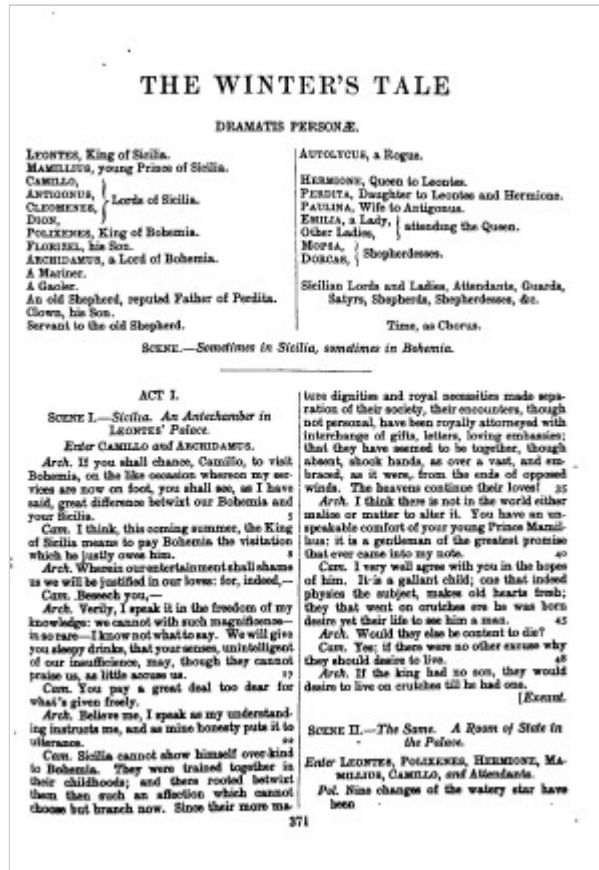 THE WINTER'S TALE
DRAMATIS PERSONÆ.
LEONTES, King of Sicilia.
MAMILLIUS, young Prince of Sicilia.
CAMILLO,
ANTIGONUS,
CLEOMENES,
DION,
Lords of Sicilia.
POLIXENES, King of Bohemia.
FLORIZEL, his Son.
ARCHIDAMUS, a Lord of Bohemia.
A Mariner.
A Gaoler.
An old Shepherd, reputed Father of Perdita.
Clown, his Son.
Servant to the old Shepherd.
AUTOLYCUS, a Rogue.
HERMIONE, Queen to Leontes.
PERDITA, Daughter to Leontes and Hermione.
PAULINA, Wife to Antigonus.
EMILIA, a Lady,
Other Ladies,
attending the Queen.
MOPSA,
DORCAS,
Shepherdesses.
Sicilian Lords and Ladies, Attendants, Guards,
Satyrs, Shepherds, Shepherdesses, &c.
Time, as Chorus.
SCENE.—Sometimes in Sicilia, sometimes in Bohemia.
ACT I.
SCENE I.—Sicilia. An Antechamber in
LEONTES' Palace.
Enter CAMILLO and ARCHIDAMUS.
Arch. If you shall chance, Camillo, to visit
Bohemia, on the like occasion whereon my ser-
vices are now on foot, you shall see, as I have
said, great difference betwixt our Bohemia and
your Sicilia. 5
Cam. I think, this coming summer, the King
of Sicilia means to pay Bohemia the visitation
which he justly owes him. 8
Arch. Wherein our entertainment shall shame
us we will be justified in our loves: for, indeed,—
Cam. Beseech you,—
Arch. Verily, I speak it in the freedom of my
knowledge: we cannot with such magnificence—
in so rare—I know not what to say. We will give
you sleepy drinks, that your senses, unintelligent
of our insufficience, may, though they cannot
praise us, as little accuse us. 17
Cam. You pay a great deal too dear for
what's given freely.
Arch. Believe me, I speak as my understand-
ing instructs me, and as mine honesty puts it to
utterance. 22
Cam. Sicilia cannot show himself over-kind
to Bohemia. They were trained together in
their childhoods; and there rooted betwixt
them then such an affection which cannot
choose but branch now. Since their more ma-
ture dignities and royal necessities made sepa-
ration of their society, their encounters, though
not personal, have been royally attorneyed with
interchange of gifts, letters, loving embassies;
that they have seemed to be together, though
absent, shook hands, as over a vast, and em-
braced, as it were, from the ends of opposed
winds. The heavens continue their loves! 35
Arch. I think there is not in the world either
malice or matter to alter it. You have an un-
speakable comfort of your young Prince Mamil-
lius: it is a gentleman of the greatest promise
that ever came into my note. 40
Cam. I very well agree with you in the hopes
of him. It is a gallant child; one that indeed
physics the subject, makes old hearts fresh;
they that went on crutches ere he was born
desire yet their life to see him a man. 45
Arch. Would they else be content to die?
Cam. Yes; if there were no other excuse why
they should desire to live. 48
Arch. If the king had no son, they would
desire to live on crutches till he had one.
[Exeunt.
SCENE II.—The Same. A Room of State in
the Palace.
Enter LEONTES, POLIXENES, HERMIONE, MA-
MILLIUS, CAMILLO, and Attendants.
Pol. Nine changes of the watery star have
been
371